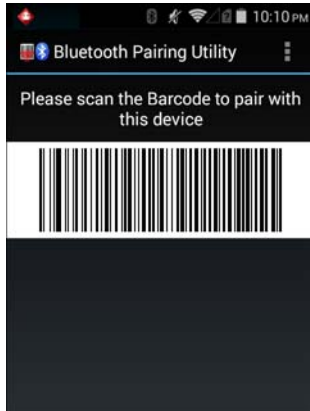 10:10 PM
Bluetooth Pairing Utility
Please scan the Barcode to pair with
this device